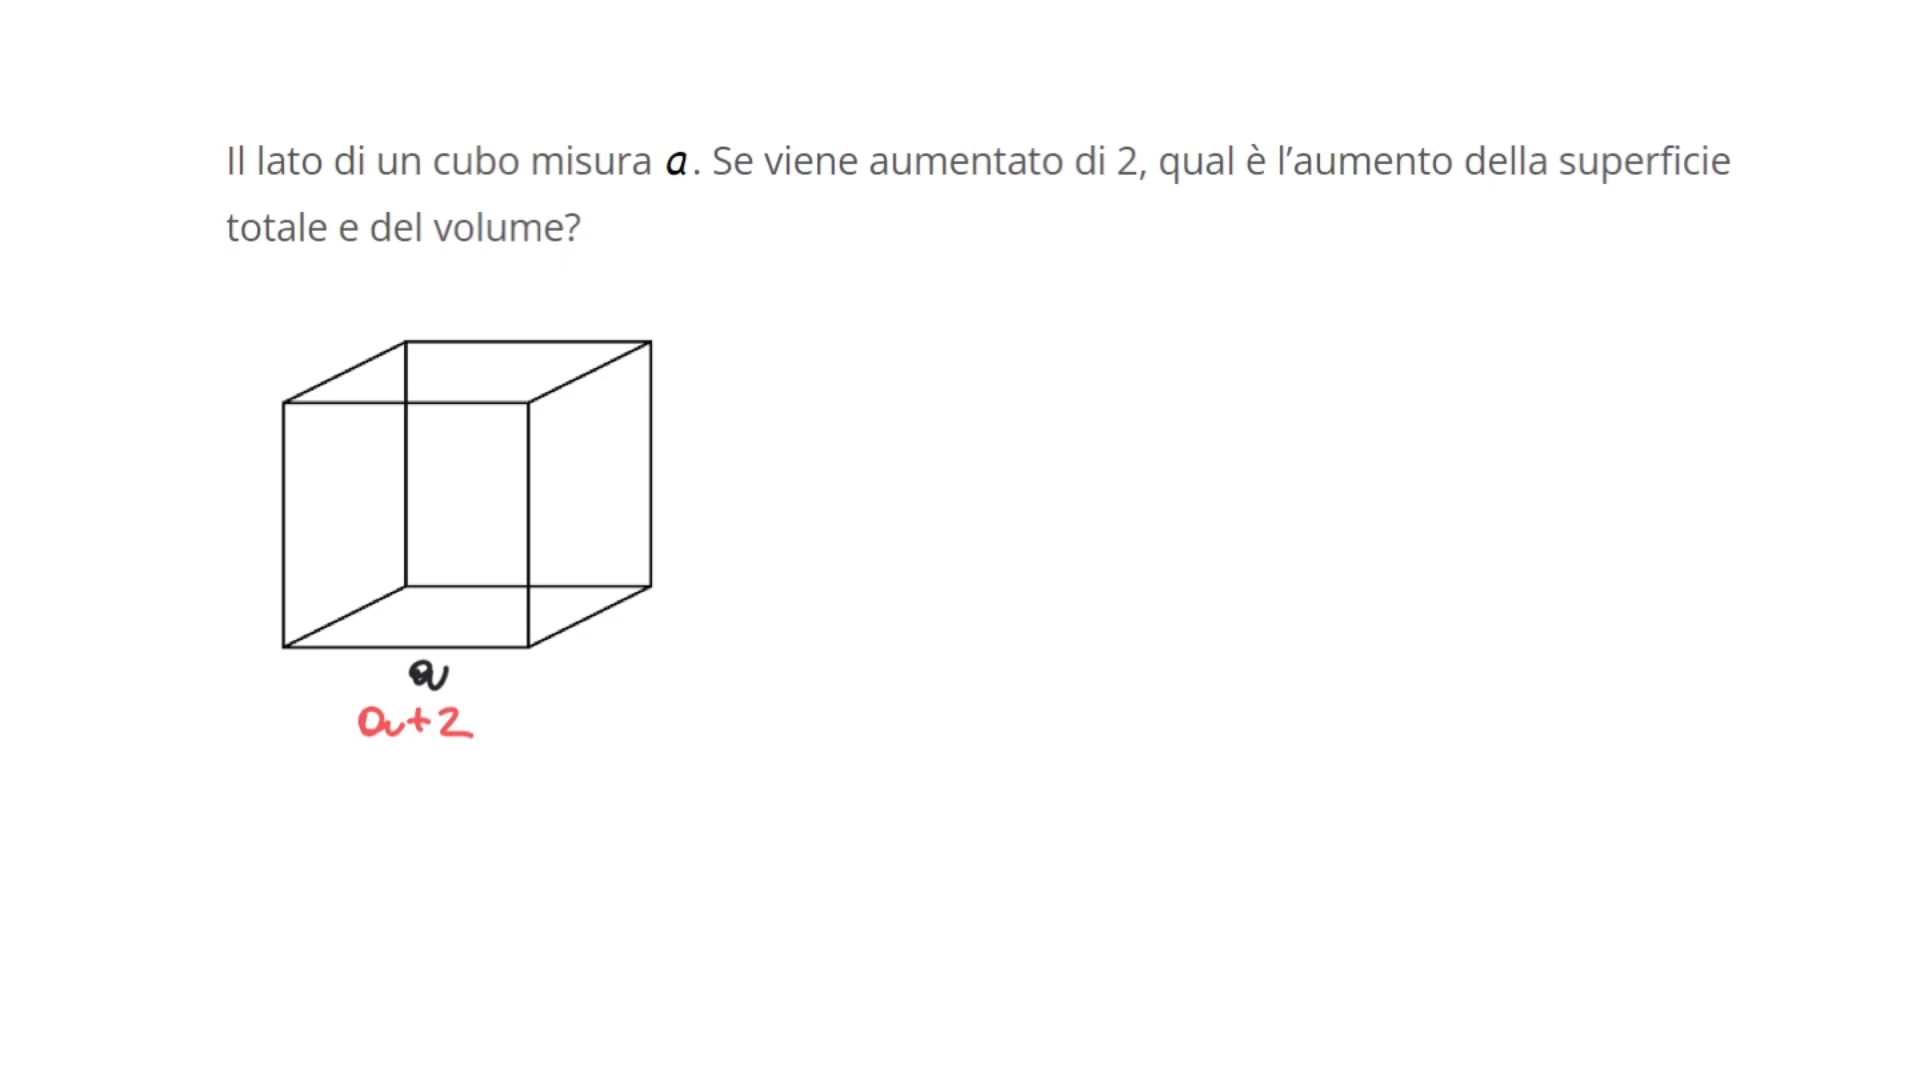 Il lato di un cubo misura a. Se viene aumentato di 2, qual è l’aumento della superficie
totale e del volume?
a
a+2